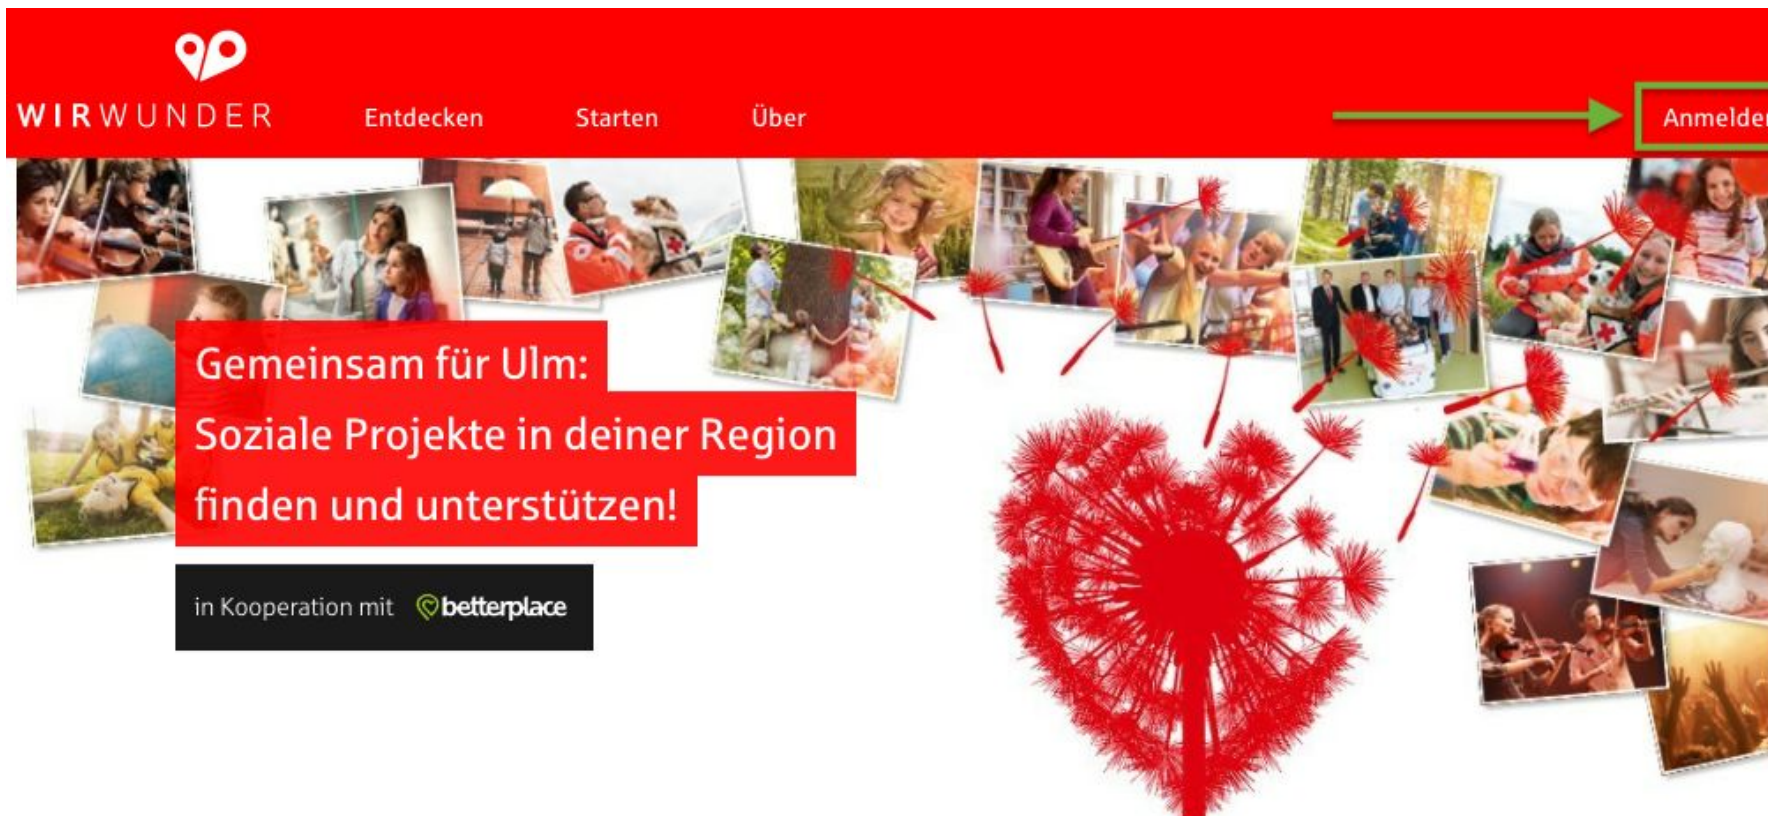 WIRWUNDER
Entdecken
Starten
Über
Anmelden
Gemeinsam für Ulm:
Soziale Projekte in deiner Region
finden und unterstützen!
in Kooperation mit betterplace